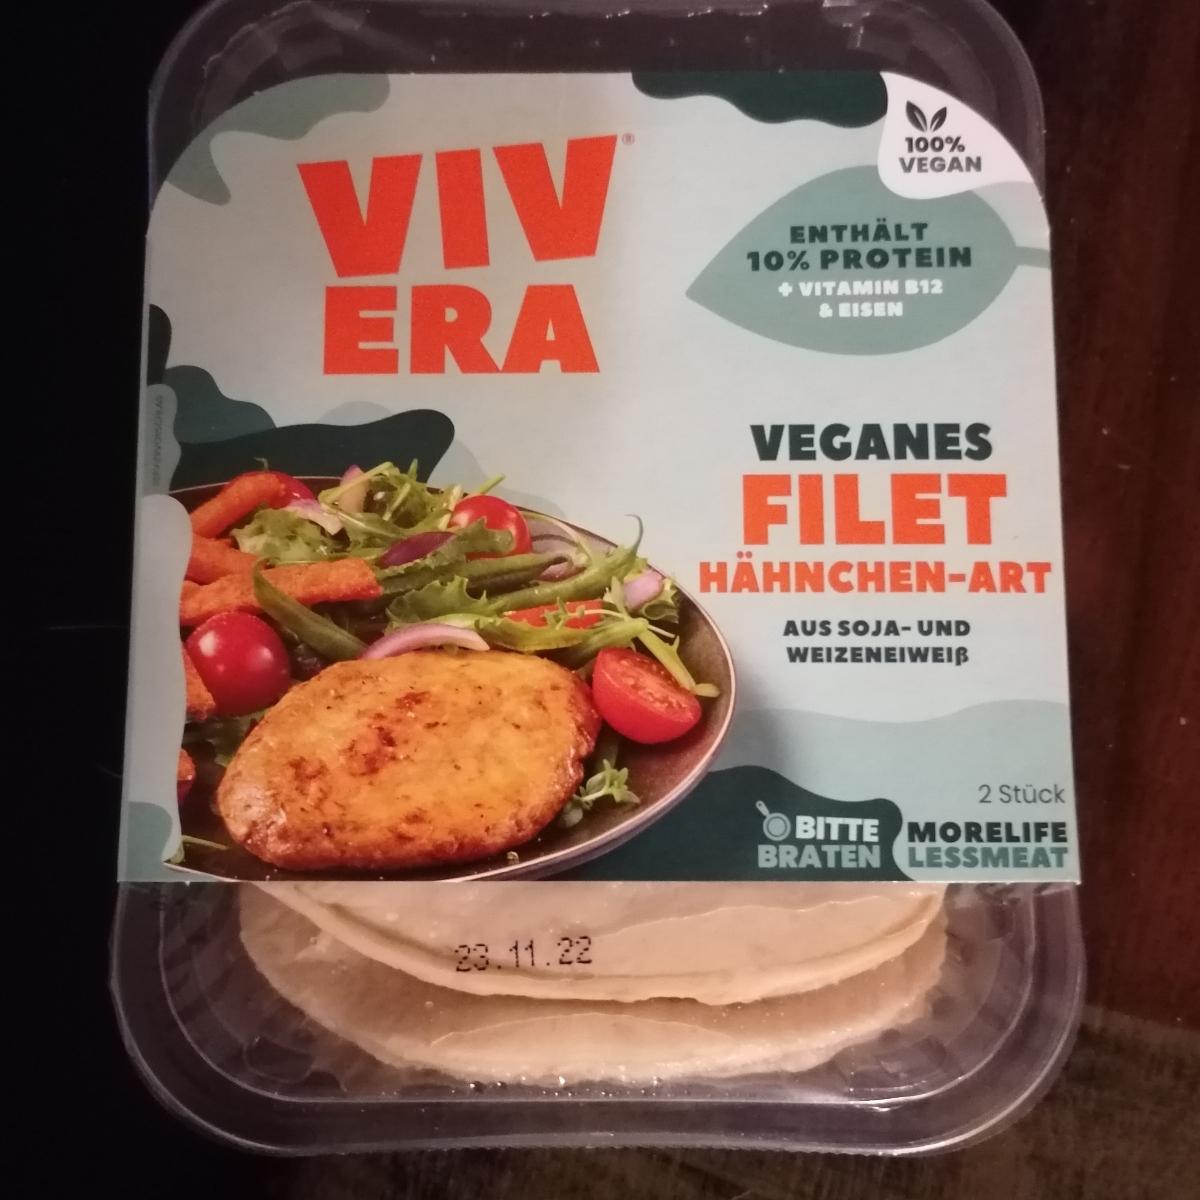 VIV
ERA®
100%
VEGAN
ENTHÄLT
10% PROTEIN
+ VITAMIN B12
& EISEN
VEGANES
FILET
HÄHNCHEN-ART
AUS SOJA- UND
WEIZENEIWEIß
2 Stück
BITTE
BRATEN
MORELIFE
LESSMEAT
23.11.22